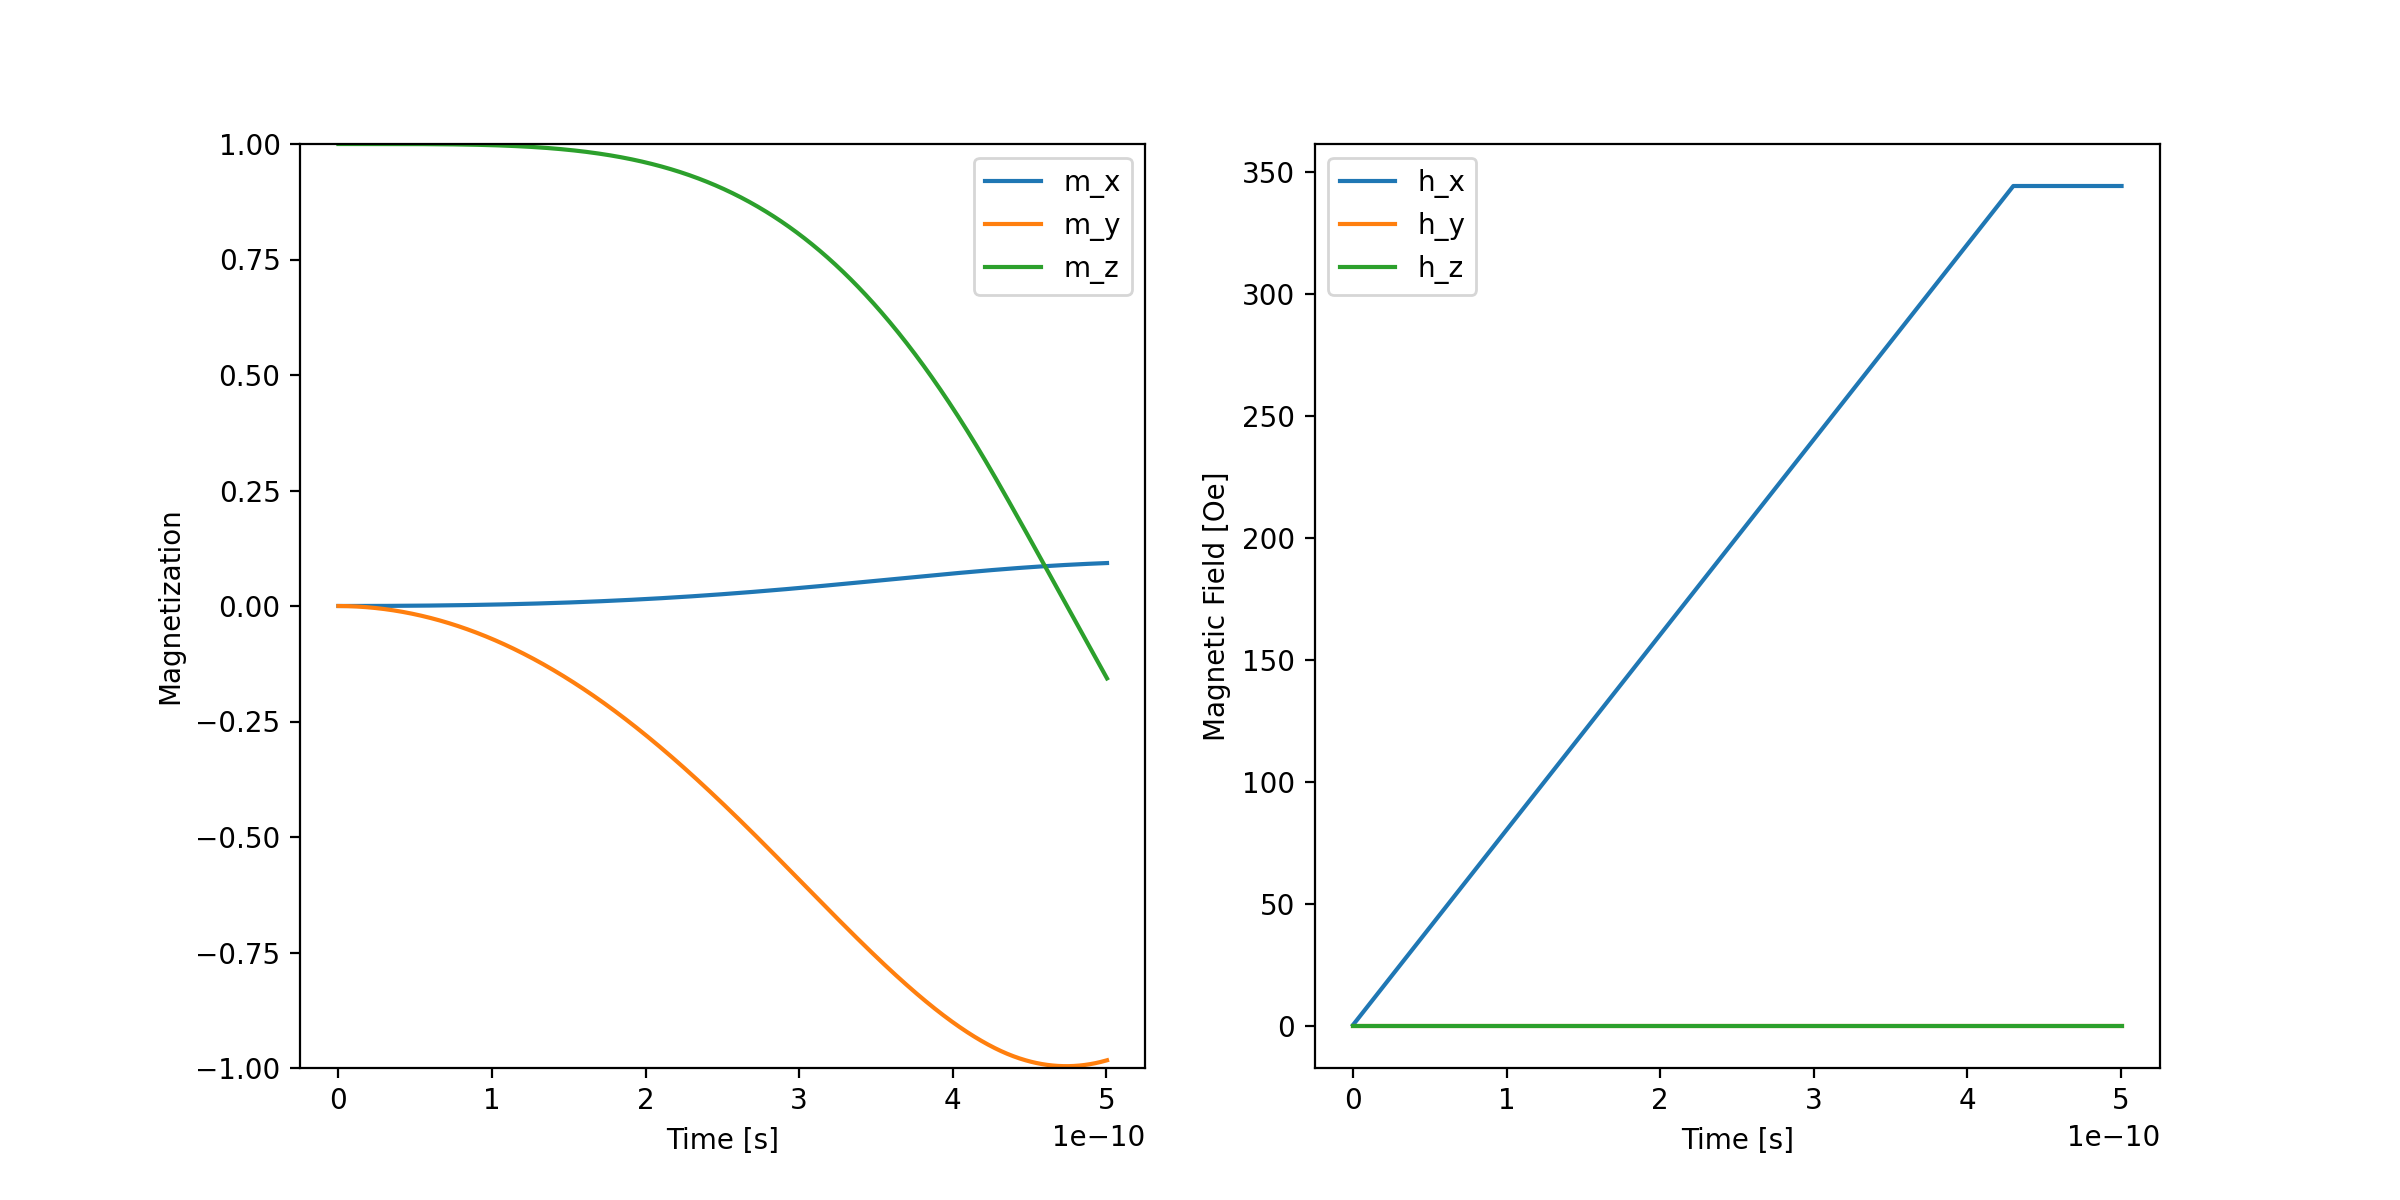 1.00
0.75
0.50
0.25
0.00
−0.25
−0.50
−0.75
−1.00
Magnetization
m_x
m_y
m_z
0 1 2 3 4 5
1e−10
Time [s]
350
300
250
200
150
100
50
0
Magnetic Field [Oe]
h_x
h_y
h_z
0 1 2 3 4 5
1e−10
Time [s]